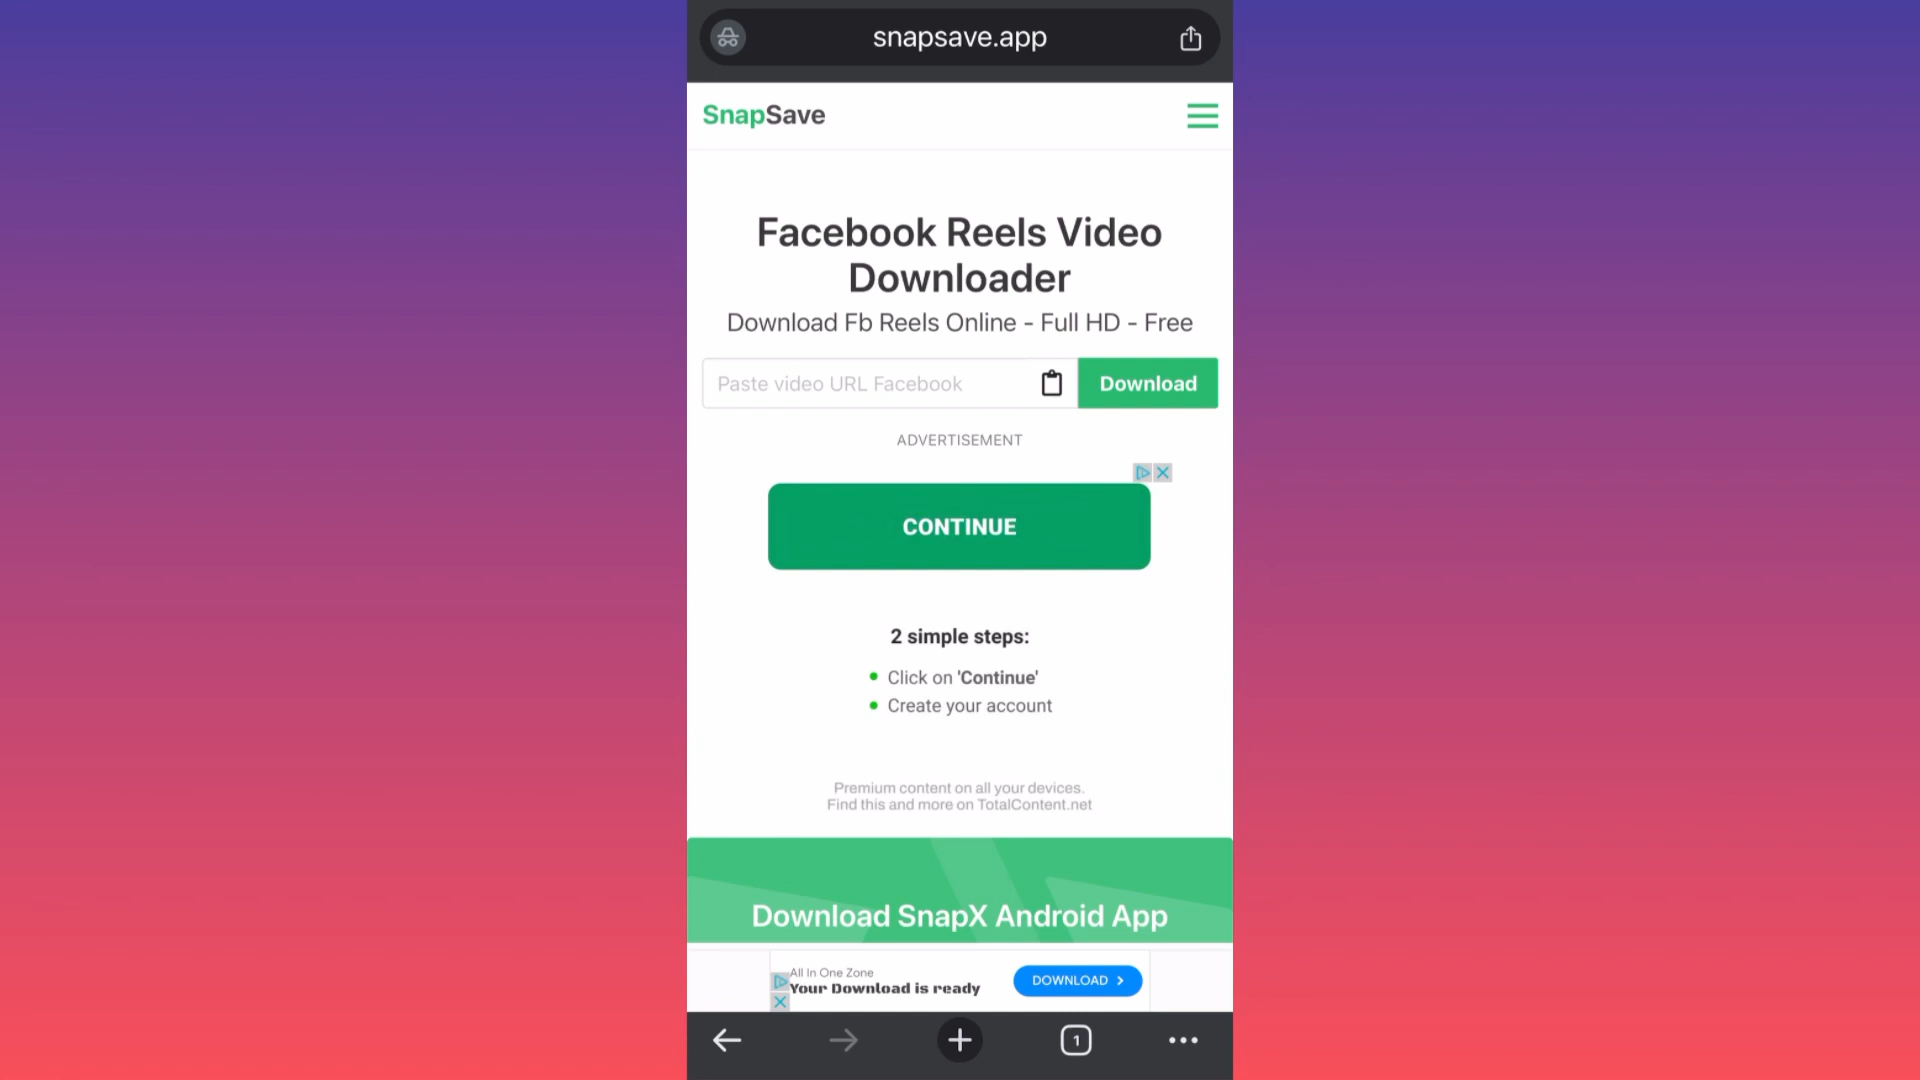 snapsave.app
SnapSave
Facebook Reels Video
Downloader
Download Fb Reels Online - Full HD - Free
Paste video URL Facebook
Download
ADVERTISEMENT
CONTINUE
2 simple steps:
Click on 'Continue'
Create your account
Premium content on all your devices.
Find this and more on TotalContent.net
Download SnapX Android App
All In One Zone
Your Download is ready
DOWNLOAD
1